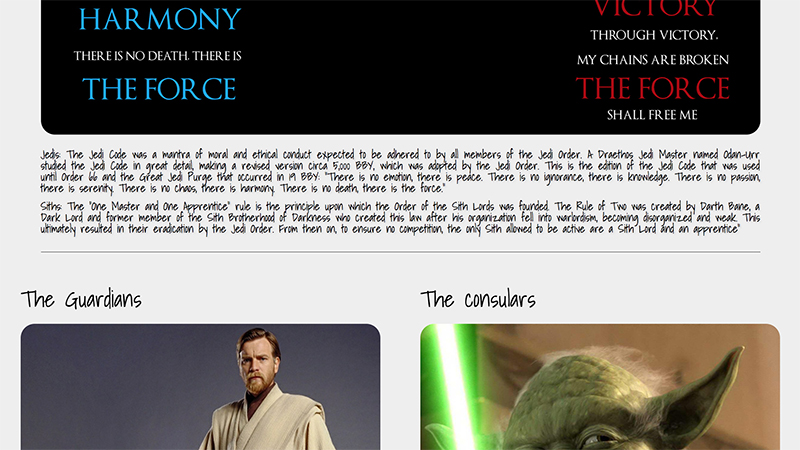 HARMONY
THERE IS NO DEATH, THERE IS
THE FORCE
VICTORY
THROUGH VICTORY,
MY CHAINS ARE BROKEN
THE FORCE
SHALL FREE ME
Jedis: The Jedi Code was a mantra of moral and ethical conduct expected to be adhered to by all members of the Jedi Order. A Draethos Jedi Master named Odan-Urr
studied the Jedi Code in great detail, making a revised version circa 5,000 BBY, which was adopted by the Jedi Order. This is the edition of the Jedi Code that was used
until Order 66 and the Great Jedi Purge that occurred in 19 BBY: "There is no emotion, there is peace. There is no ignorance, there is knowledge. There is no passion,
there is serenity. There is no chaos, there is harmony. There is no death, there is the force."
Siths: The "One Master and One Apprentice" rule is the principle upon which the Order of the Sith Lords was founded. The Rule of Two was created by Darth Bane, a
Dark Lord and former member of the Sith Brotherhood of Darkness who created this law after his organization fell into warlordism, becoming disorganized and weak. This
ultimately resulted in their eradication by the Jedi Order. From then on, to ensure no competition, the only Sith allowed to be active are a Sith Lord and an apprentice"
The Guardians
The consulars